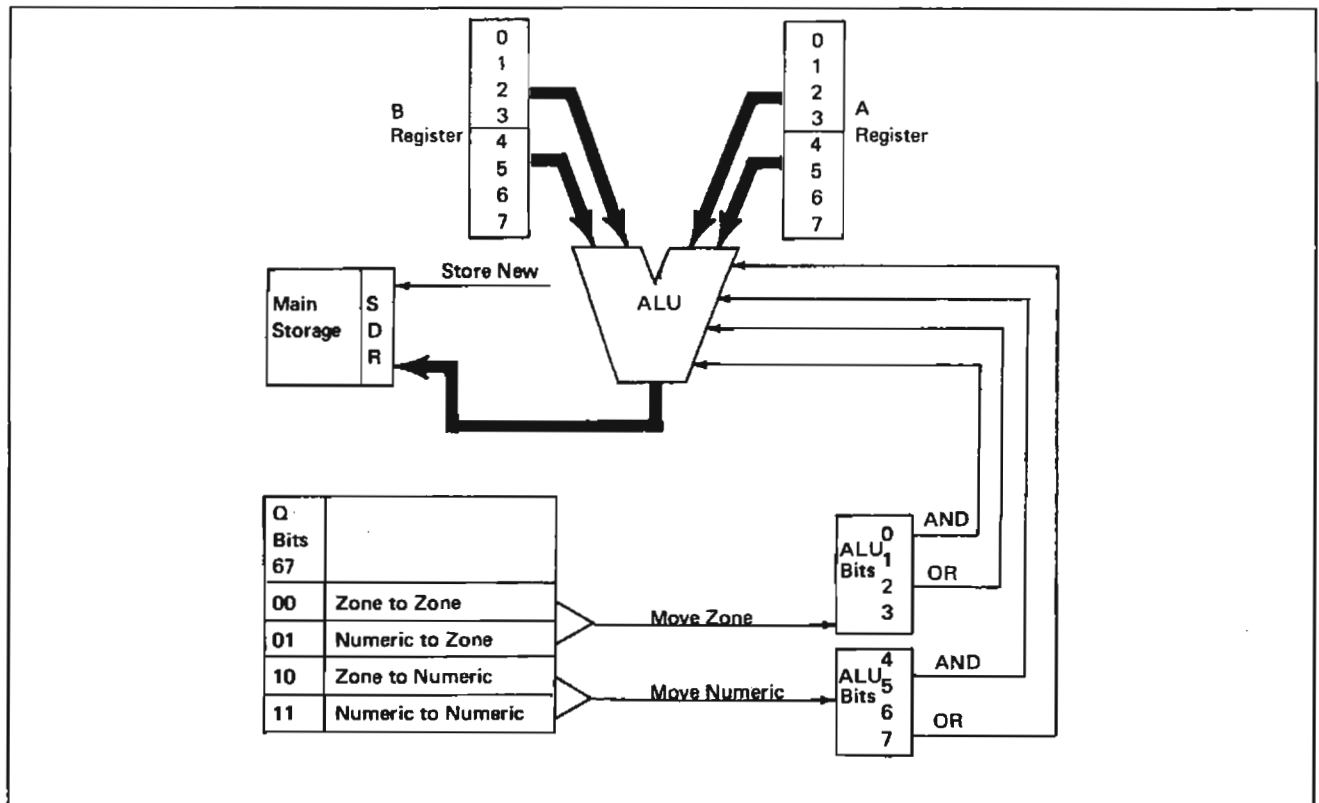 0
1
2
3
4
5
6
7
B
Register
0
1
2
3
4
5
6
7
A
Register
Store New
Main
Storage
S
D
R
ALU
Q
Bits
67
00 Zone to Zone
01 Numeric to Zone
10 Zone to Numeric
11 Numeric to Numeric
Move Zone
Move Numeric
ALU
Bits
0
1
2
3
AND
OR
ALU
Bits
4
5
6
7
AND
OR